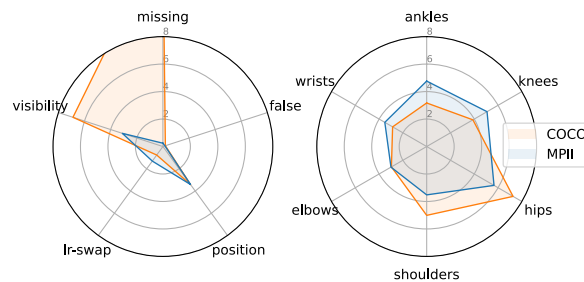 missing
8
6
4
2
visibility
false
lr-swap
position
ankles
8
6
4
2
wrists
knees
elbows
hips
shoulders
COCO
MPII